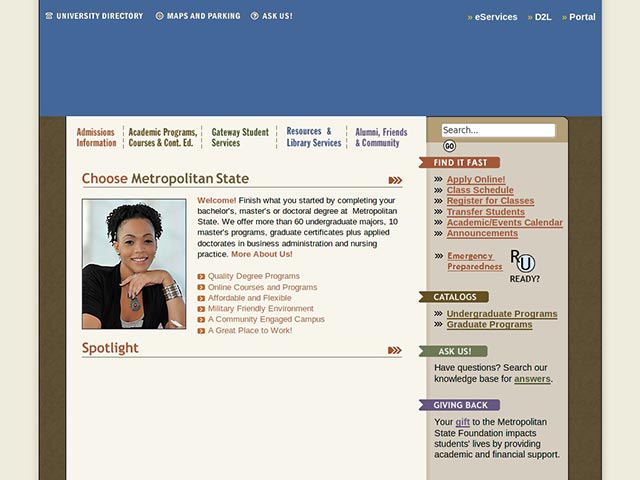 UNIVERSITY DIRECTORY MAPS AND PARKING ASK US! » eServices » D2L » Portal
Admissions Information
Academic Programs, Courses & Cont. Ed.
Gateway Student Services
Resources & Library Services
Alumni, Friends & Community
Search...
GO
Choose Metropolitan State
Welcome! Finish what you started by completing your
bachelor's, master's or doctoral degree at Metropolitan
State. We offer more than 60 undergraduate majors, 10
master's programs, graduate certificates plus applied
doctorates in business administration and nursing
practice. More About Us!
Quality Degree Programs
Online Courses and Programs
Affordable and Flexible
Military Friendly Environment
A Community Engaged Campus
A Great Place to Work!
Spotlight
FIND IT FAST
Apply Online!
Class Schedule
Register for Classes
Transfer Students
Academic/Events Calendar
Announcements
Emergency
Preparedness
R U
READY?
CATALOGS
Undergraduate Programs
Graduate Programs
ASK US!
Have questions? Search our
knowledge base for answers.
GIVING BACK
Your gift to the Metropolitan
State Foundation impacts
students' lives by providing
academic and financial support.